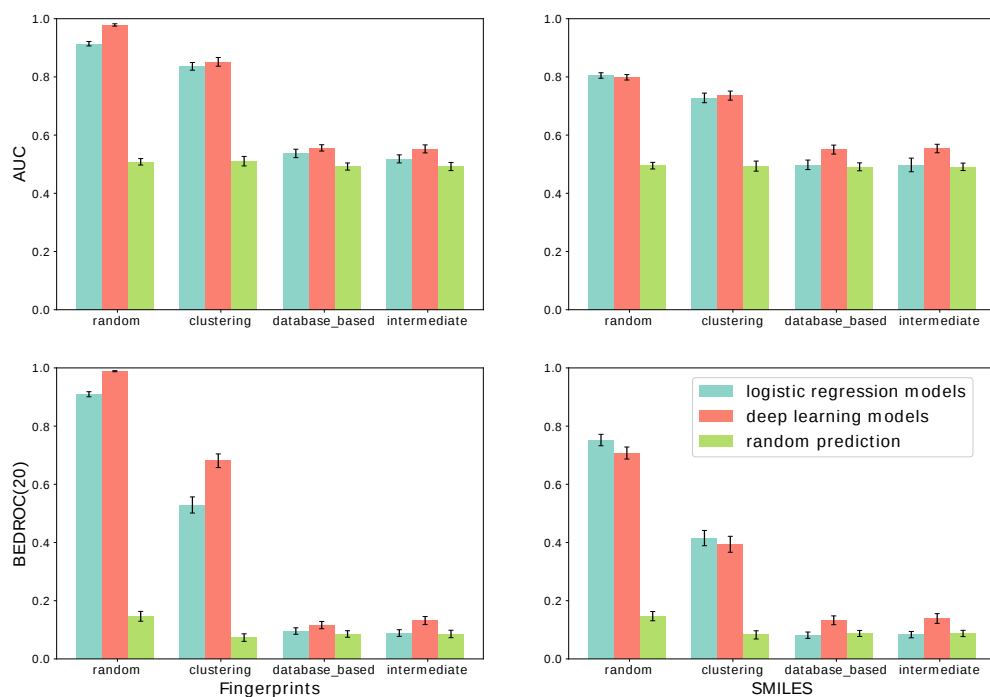 1.0 1.0
0.8 0.8
0.6 0.6
AUC
0.4 0.4
0.2 0.2
0.0 0.0
random clustering database_based intermediate random clustering database_based intermediate
1.0 1.0
logistic regression models
0.8 deep learning models 0.8
random prediction
0.6 0.6
BEDROC(20)
0.4 0.4
0.2 0.2
0.0 0.0
random clustering database_based intermediate random clustering database_based intermediate
Fingerprints SMILES